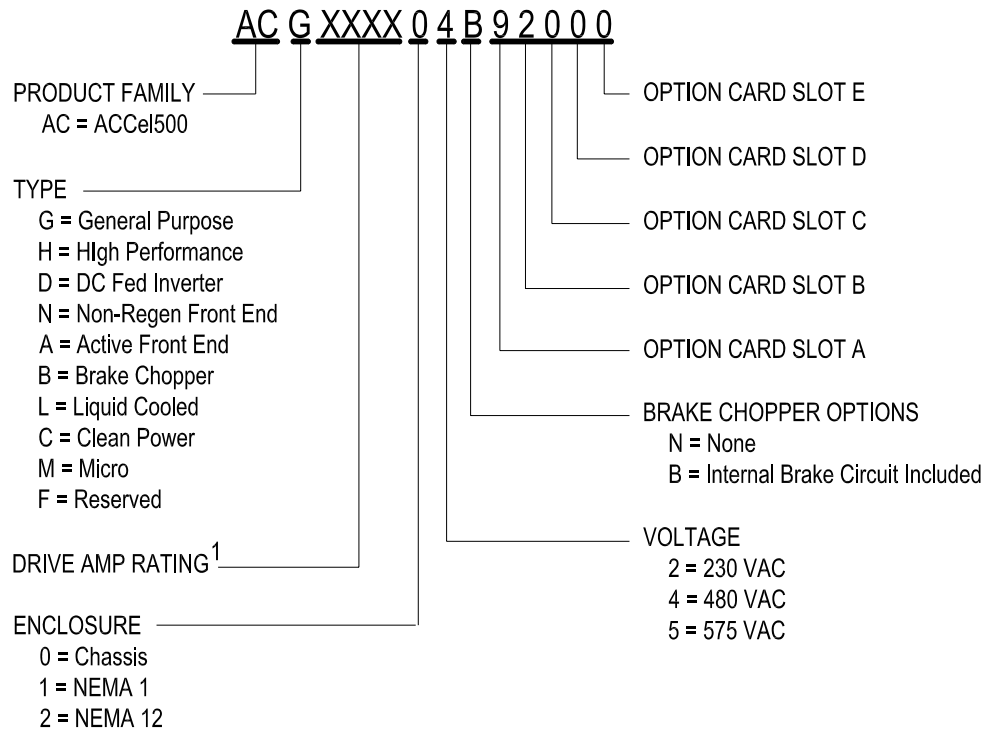 AC G XXXX 0 4 B 9 2 0 0 0
PRODUCT FAMILY
AC = ACCel500
TYPE
G = General Purpose
H = HIgh Performance
D = DC Fed Inverter
N = Non-Regen Front End
A = Active Front End
B = Brake Chopper
L = Liquid Cooled
C = Clean Power
M = Micro
F = Reserved
DRIVE AMP RATING1
ENCLOSURE
0 = Chassis
1 = NEMA 1
2 = NEMA 12
OPTION CARD SLOT E
OPTION CARD SLOT D
OPTION CARD SLOT C
OPTION CARD SLOT B
OPTION CARD SLOT A
BRAKE CHOPPER OPTIONS
N = None
B = Internal Brake Circuit Included
VOLTAGE
2 = 230 VAC
4 = 480 VAC
5 = 575 VAC